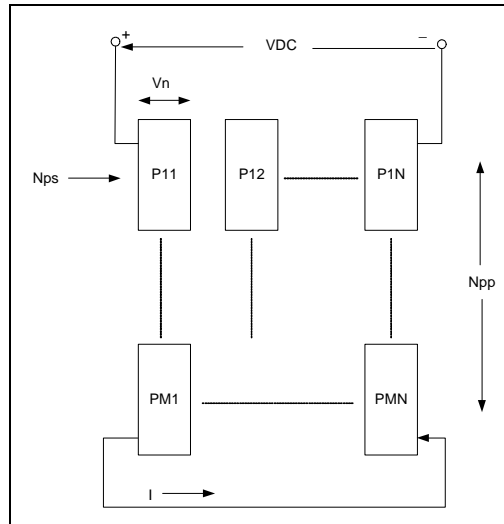 + VDC _
Vn
Nps P11 P12 P1N
Npp
PM1 PMN
I